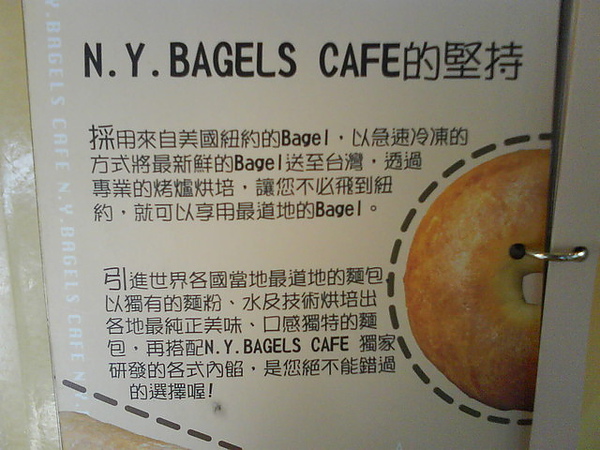 N.Y.BAGELS CAFE的堅持
採用來自美國紐約的Bagel，以急速冷凍的
方式將最新鮮的Bagel送至台灣，透過
專業的烤爐烘培，讓您不必飛到紐
約，就可以享用最道地的Bagel。
引進世界各國當地最道地的麵包
以獨有的麵粉、水及技術烘培出
各地最純正美味、口感獨特的麵
包，再搭配N.Y.BAGELS CAFE 獨家
研發的各式內餡，是您絕不能錯過
的選擇喔!
Y.BAGELS CAFE N.Y.BAGELS CAFE N.Y.